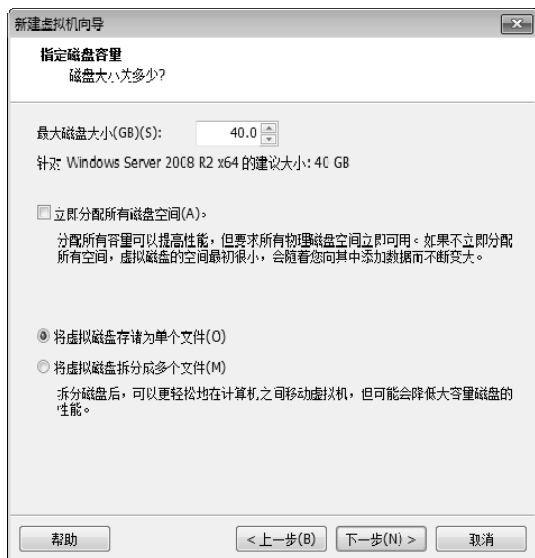 新建虚拟机向导
指定磁盘容量
磁盘大小为多少?
最大磁盘大小(GB)(S): 40.0
针对 Windows Server 2008 R2 x64 的建议大小: 40 GB
立即分配所有磁盘空间(A)。
分配所有容量可以提高性能，但要求所有物理磁盘空间立即可用。如果不立即分配
所有空间，虚拟磁盘的空间最初很小，会随着您向其中添加数据而不断变大。
将虚拟磁盘存储为单个文件(O)
将虚拟磁盘拆分成多个文件(M)
拆分磁盘后，可以更轻松地在计算机之间移动虚拟机，但可能会降低大容量磁盘的
性能。
帮助 < 上一步(B) 下一步(N) > 取消